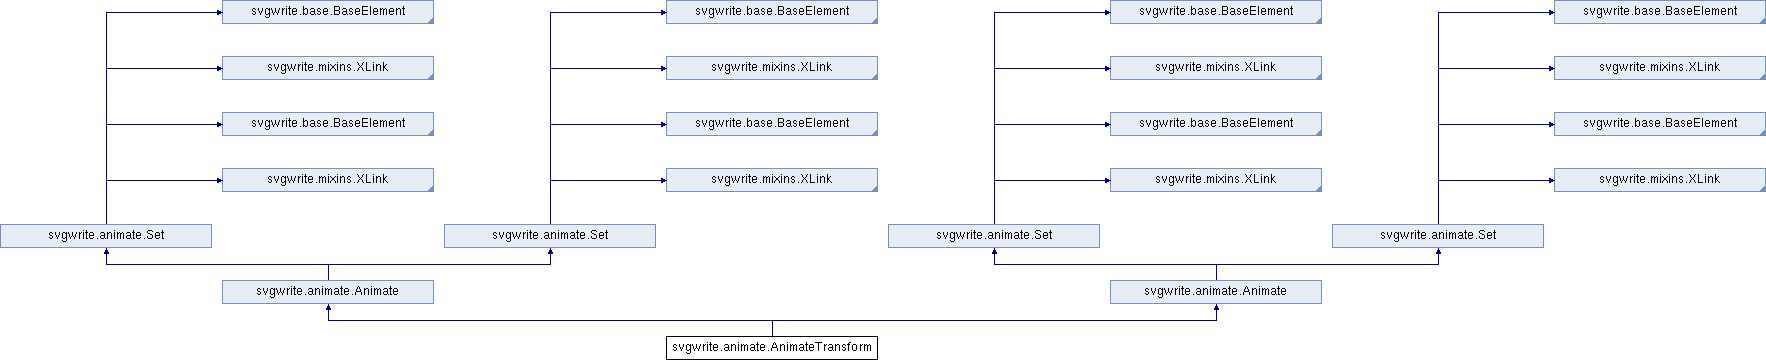 svgwrite.base.BaseElement svgwrite.base.BaseElement svgwrite.base.BaseElement svgwrite.base.BaseElement
svgwrite.mixins.XLink svgwrite.mixins.XLink svgwrite.mixins.XLink svgwrite.mixins.XLink
svgwrite.base.BaseElement svgwrite.base.BaseElement svgwrite.base.BaseElement svgwrite.base.BaseElement
svgwrite.mixins.XLink svgwrite.mixins.XLink svgwrite.mixins.XLink svgwrite.mixins.XLink
svgwrite.animate.Set svgwrite.animate.Set svgwrite.animate.Set svgwrite.animate.Set
svgwrite.animate.Animate svgwrite.animate.Animate
svgwrite.animate.AnimateTransform